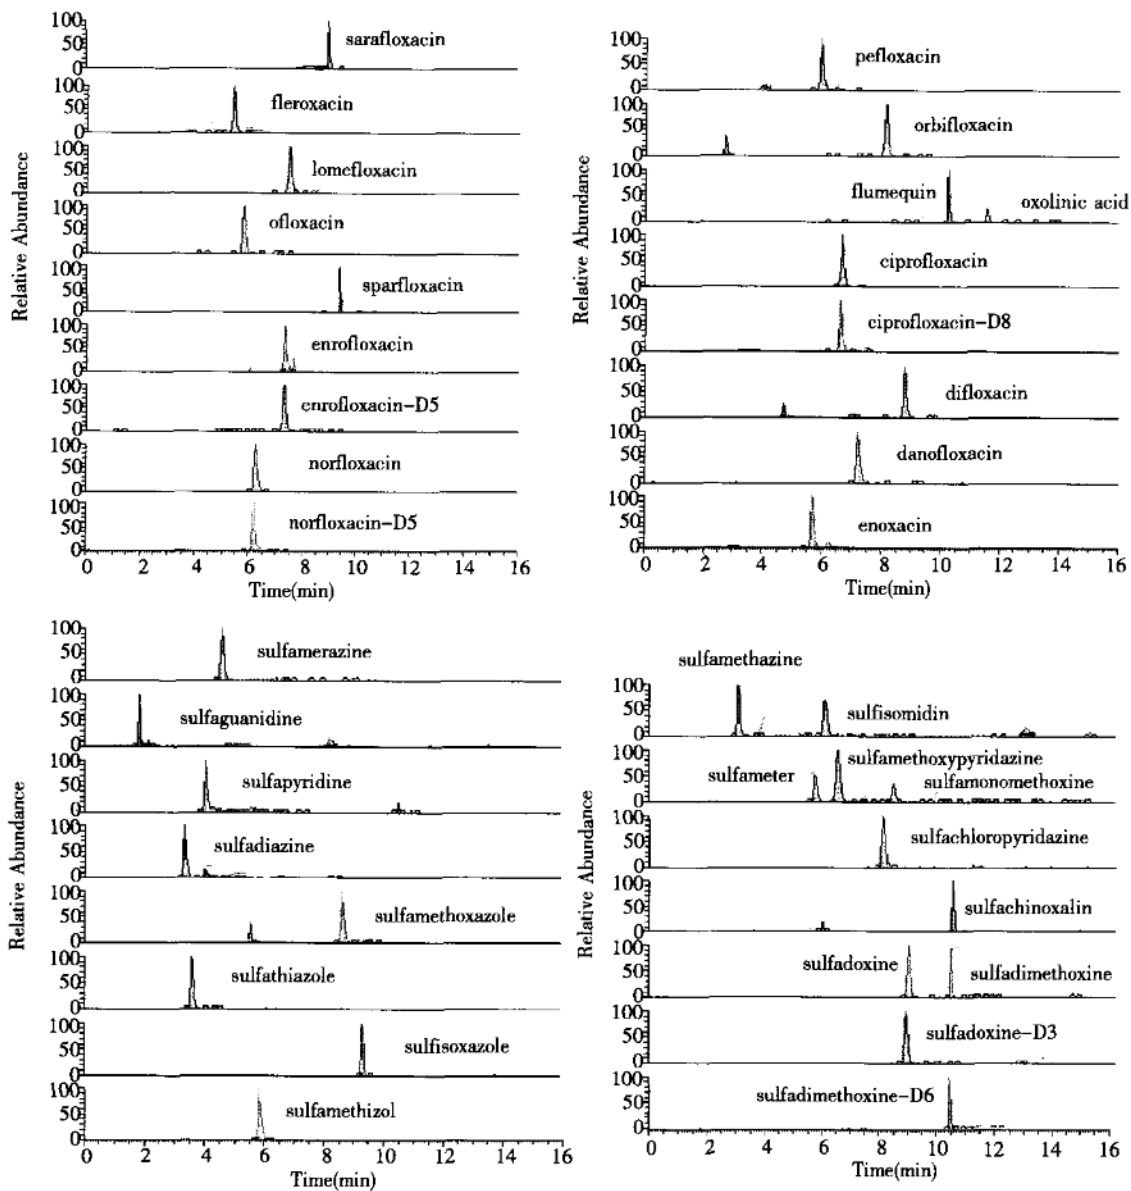 Relative Abundance
100
50
0
sarafloxacin
100
50
0
fleroxacin
100
50
0
lomefloxacin
100
50
0
ofloxacin
100
50
0
sparfloxacin
100
50
0
enrofloxacin
100
50
0
enrofloxacin-D5
100
50
0
norfloxacin
100
50
0
norfloxacin-D5
0 2 4 6 8 10 12 14 16
Time(min)
Relative Abundance
100
50
0
pefloxacin
100
50
0
orbifloxacin
100
50
0
flumequin oxolinic acid
100
50
0
ciprofloxacin
100
50
0
ciprofloxacin-D8
100
50
0
difloxacin
100
50
0
danofloxacin
100
50
0
enoxacin
0 2 4 6 8 10 12 14 16
Time(min)
Relative Abundance
100
50
0
sulfamerazine
100
50
0
sulfaguanidine
100
50
0
sulfapyridine
100
50
0
sulfadiazine
100
50
0
sulfamethoxazole
100
50
0
sulfathiazole
100
50
0
sulfisoxazole
100
50
0
sulfamethizol
0 2 4 6 8 10 12 14 16
Time(min)
Relative Abundance
sulfamethazine
100
50
0
sulfisomidin
100
50
0
sulfameter
sulfamethoxypyridazine
sulfamonomethoxine
100
50
0
sulfachloropyridazine
100
50
0
sulfachinoxalin
100
50
0
sulfadoxine
sulfadimethoxine
100
50
0
sulfadoxine-D3
100
50
0
sulfadimethoxine-D6
0 2 4 6 8 10 12 14 16
Time(min)